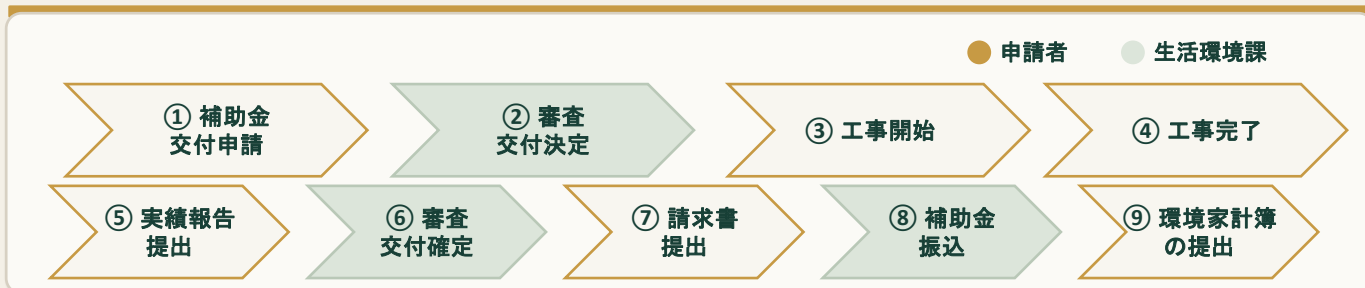 申請者
生活環境課
① 補助金
交付申請
② 審査
交付決定
③ 工事開始
④ 工事完了
⑤ 実績報告
提出
⑥ 審査
交付確定
⑦ 請求書
提出
⑧ 補助金
振込
⑨ 環境家計簿
の提出